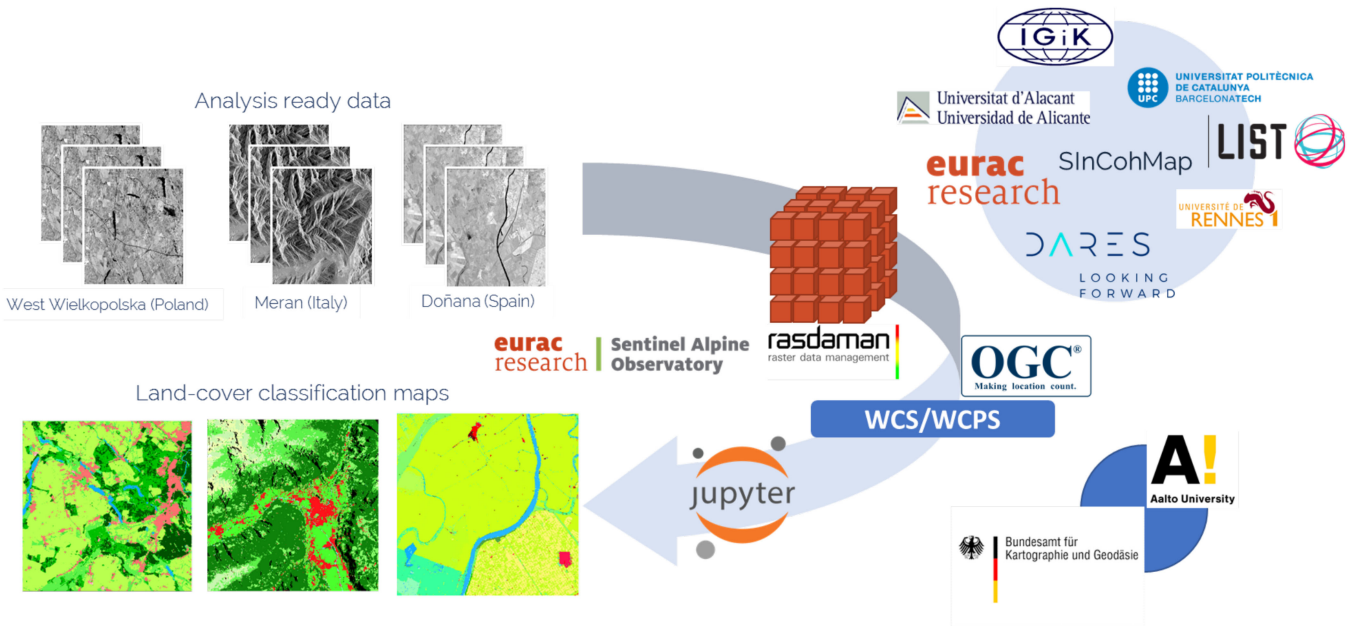 Analysis ready data
West Wielkopolska (Poland)
Meran (Italy)
Doñana (Spain)
IGiK
UPC
UNIVERSITAT POLITÈCNICA
DE CATALUNYA
BARCELONATECH
Universitat d'Alacant
Universidad de Alicante
LIST
eurac
research
SInCohMap
UNIVERSITÉ DE
RENNES 1
DARES
LOOKING
FORWARD
eurac
research
Sentinel Alpine
Observatory
rasdaman
raster data management
OGC®
Making location count.
WCS/WCPS
Land-cover classification maps
jupyter
A!
Aalto University
Bundesamt für
Kartographie und Geodäsie